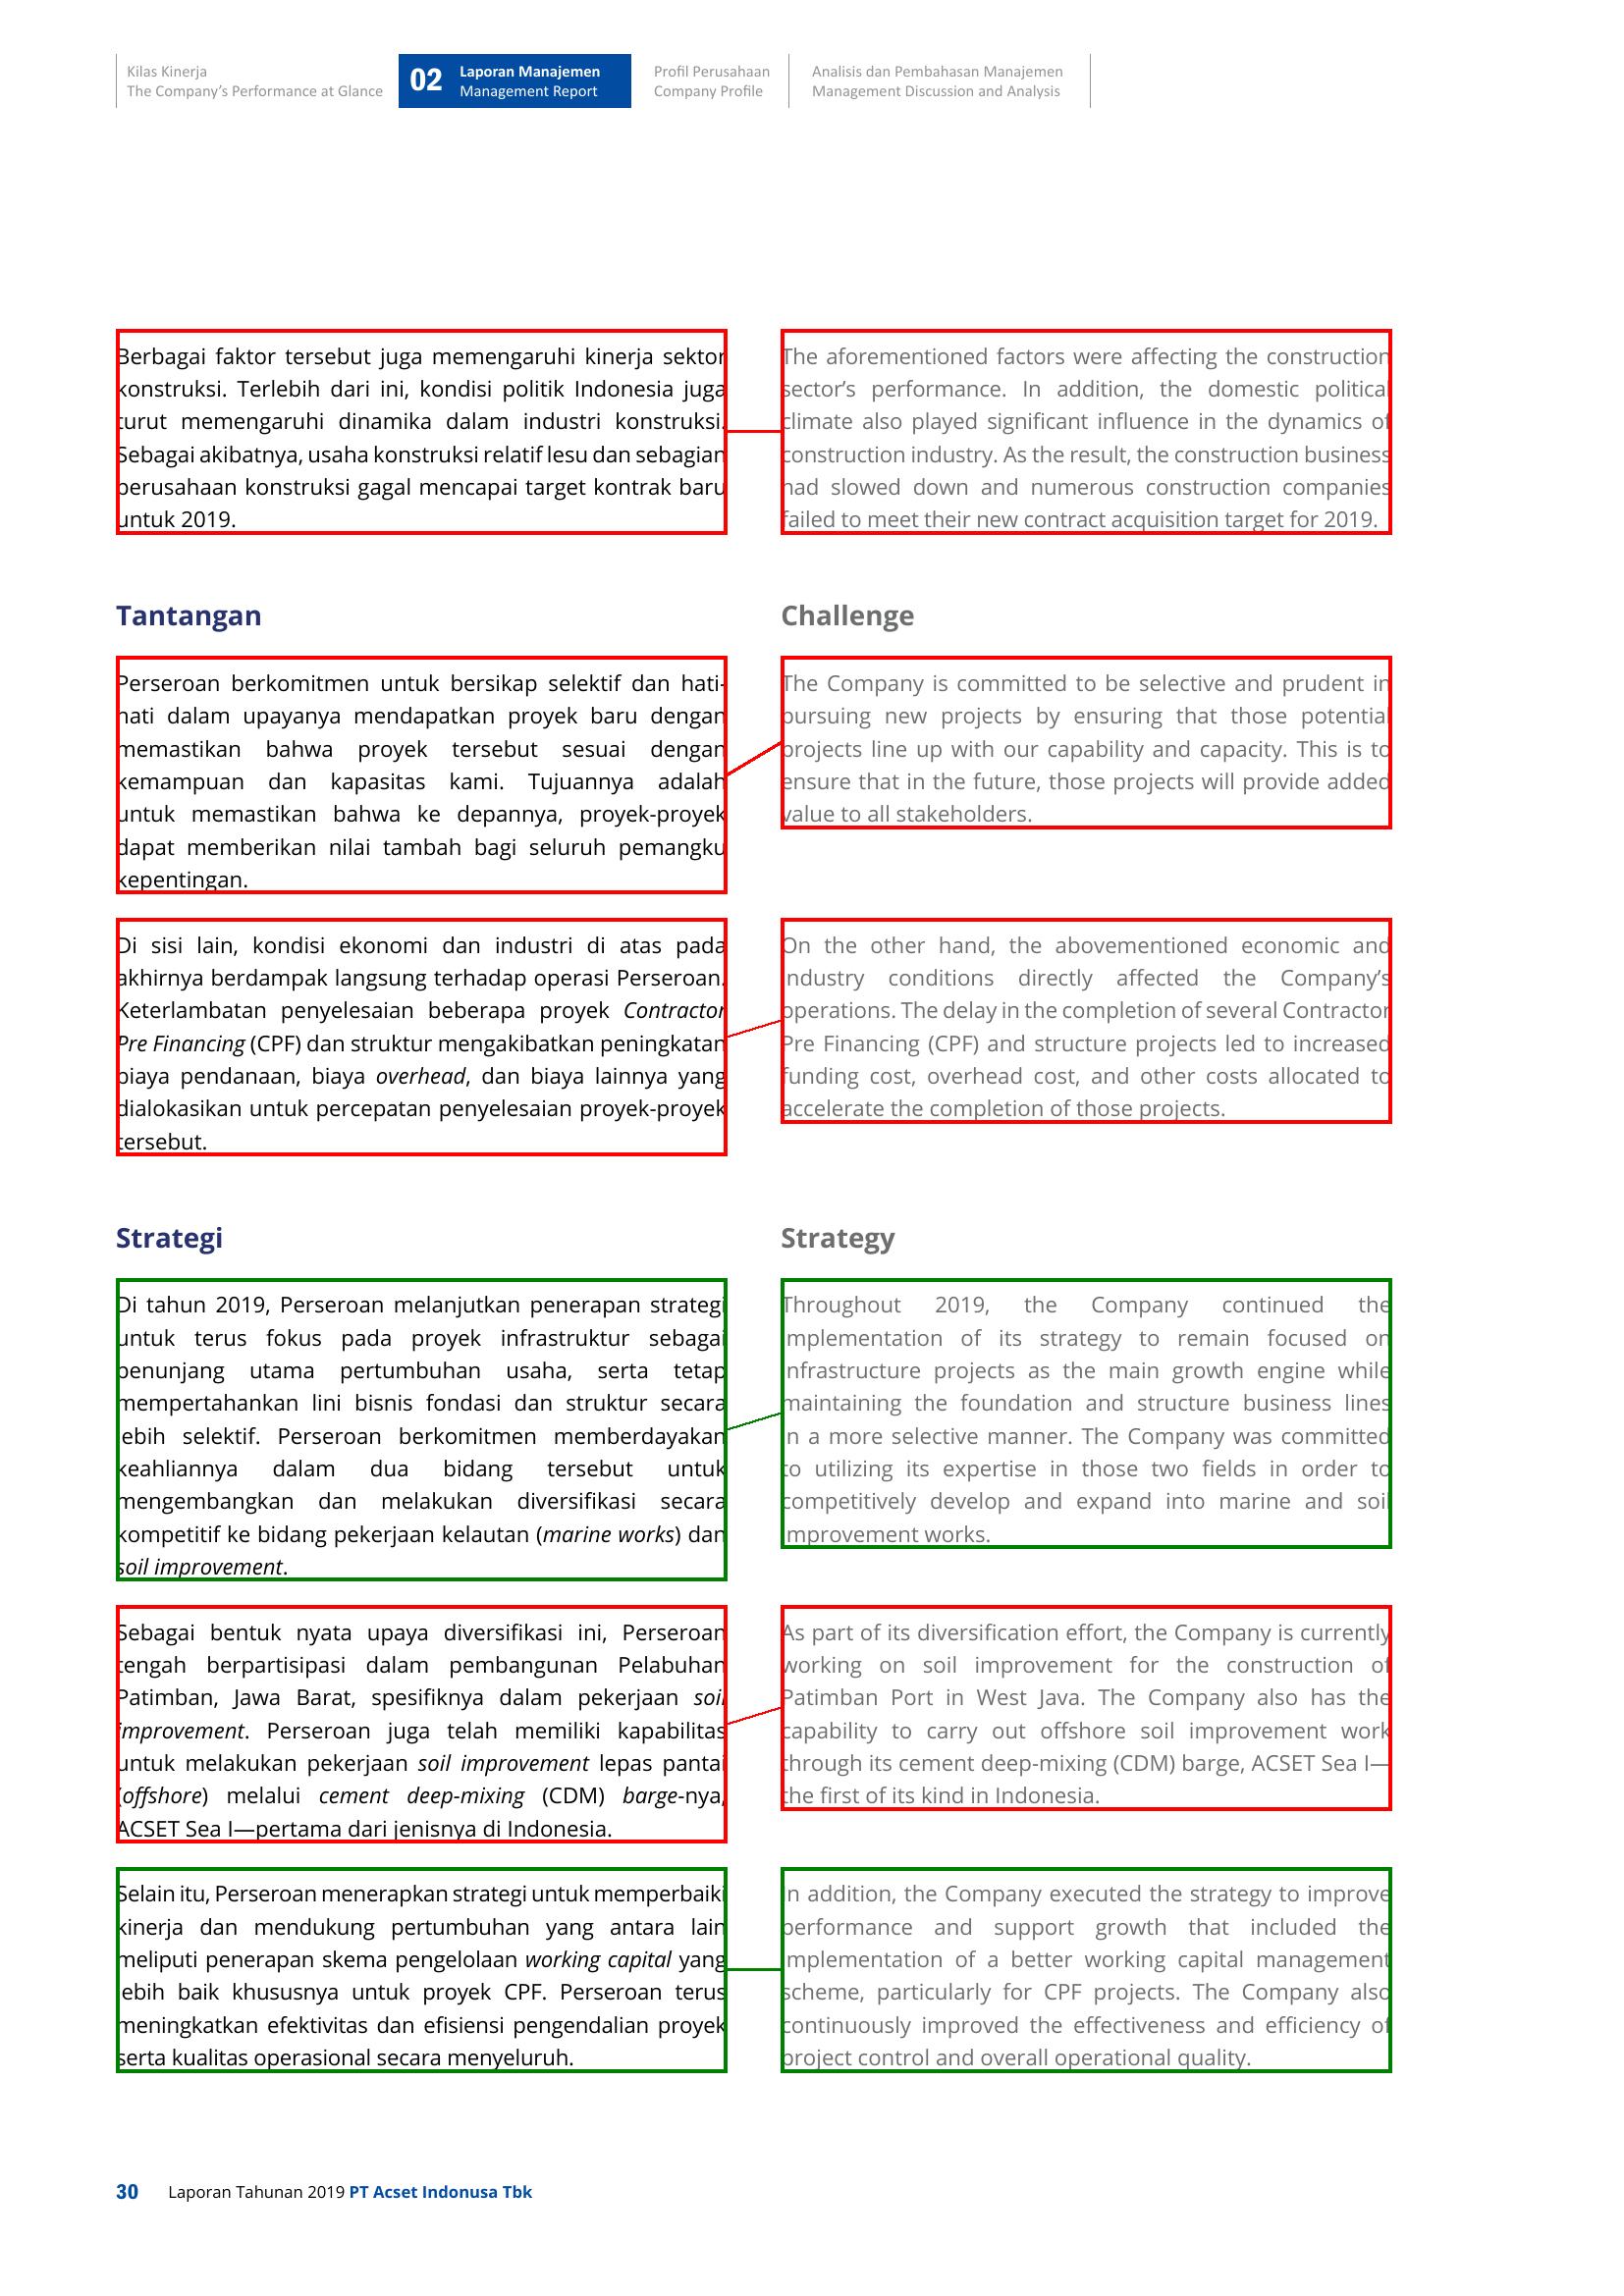 Kilas Kinerja
The Company's Performance at Glance
02
Laporan Manajemen
Management Report
Profil Perusahaan
Company Profile
Analisis dan Pembahasan Manajemen
Management Discussion and Analysis
Berbagai faktor tersebut juga memengaruhi kinerja sektor
konstruksi. Terlebih dari ini, kondisi politik Indonesia juga
turut memengaruhi dinamika dalam industri konstruksi.
Sebagai akibatnya, usaha konstruksi relatif lesu dan sebagian
perusahaan konstruksi gagal mencapai target kontrak baru
untuk 2019.
The aforementioned factors were affecting the construction
sector's performance. In addition, the domestic political
climate also played significant influence in the dynamics of
construction industry. As the result, the construction business
had slowed down and numerous construction companies
failed to meet their new contract acquisition target for 2019.
Tantangan
Perseroan berkomitmen untuk bersikap selektif dan hati-
hati dalam upayanya mendapatkan proyek baru dengan
memastikan bahwa proyek tersebut sesuai dengan
kemampuan dan kapasitas kami. Tujuannya adalah
untuk memastikan bahwa ke depannya, proyek-proyek
dapat memberikan nilai tambah bagi seluruh pemangku
kepentingan.
Di sisi lain, kondisi ekonomi dan industri di atas pada
akhirnya berdampak langsung terhadap operasi Perseroan.
Keterlambatan penyelesaian beberapa proyek Contractor
Pre Financing (CPF) dan struktur mengakibatkan peningkatan
biaya pendanaan, biaya overhead, dan biaya lainnya yang
dialokasikan untuk percepatan penyelesaian proyek-proyek
tersebut.
Challenge
The Company is committed to be selective and prudent in
pursuing new projects by ensuring that those potential
projects line up with our capability and capacity. This is to
ensure that in the future, those projects will provide added
value to all stakeholders.
On the other hand, the abovementioned economic and
industry conditions directly affected the Company's
operations. The delay in the completion of several Contractor
Pre Financing (CPF) and structure projects led to increased
funding cost, overhead cost, and other costs allocated to
accelerate the completion of those projects.
Strategi
Di tahun 2019, Perseroan melanjutkan penerapan strategi
untuk terus fokus pada proyek infrastruktur sebagai
penunjang utama pertumbuhan usaha, serta tetap
mempertahankan lini bisnis fondasi dan struktur secara
lebih selektif. Perseroan berkomitmen memberdayakan
keahliannya dalam dua bidang tersebut untuk
mengembangkan dan melakukan diversifikasi secara
kompetitif ke bidang pekerjaan kelautan (marine works) dan
soil improvement.
Sebagai bentuk nyata upaya diversifikasi ini, Perseroan
tengah berpartisipasi dalam pembangunan Pelabuhan
Patimban, Jawa Barat, spesifiknya dalam pekerjaan soil
improvement. Perseroan juga telah memiliki kapabilitas
untuk melakukan pekerjaan soil improvement lepas pantai
(offshore) melalui cement deep-mixing (CDM) barge-nya,
ACSET Sea I—pertama dari jenisnya di Indonesia.
Selain itu, Perseroan menerapkan strategi untuk memperbaiki
kinerja dan mendukung pertumbuhan yang antara lain
meliputi penerapan skema pengelolaan working capital yang
lebih baik khususnya untuk proyek CPF. Perseroan terus
meningkatkan efektivitas dan efisiensi pengendalian proyek
serta kualitas operasional secara menyeluruh.
Strategy
Throughout 2019, the Company continued the
implementation of its strategy to remain focused on
infrastructure projects as the main growth engine while
maintaining the foundation and structure business lines
in a more selective manner. The Company was committed
to utilizing its expertise in those two fields in order to
competitively develop and expand into marine and soil
improvement works.
As part of its diversification effort, the Company is currently
working on soil improvement for the construction of
Patimban Port in West Java. The Company also has the
capability to carry out offshore soil improvement work
through its cement deep-mixing (CDM) barge, ACSET Sea I—
the first of its kind in Indonesia.
In addition, the Company executed the strategy to improve
performance and support growth that included the
implementation of a better working capital management
scheme, particularly for CPF projects. The Company also
continuously improved the effectiveness and efficiency of
project control and overall operational quality.
30 Laporan Tahunan 2019 PT Acset Indonusa Tbk